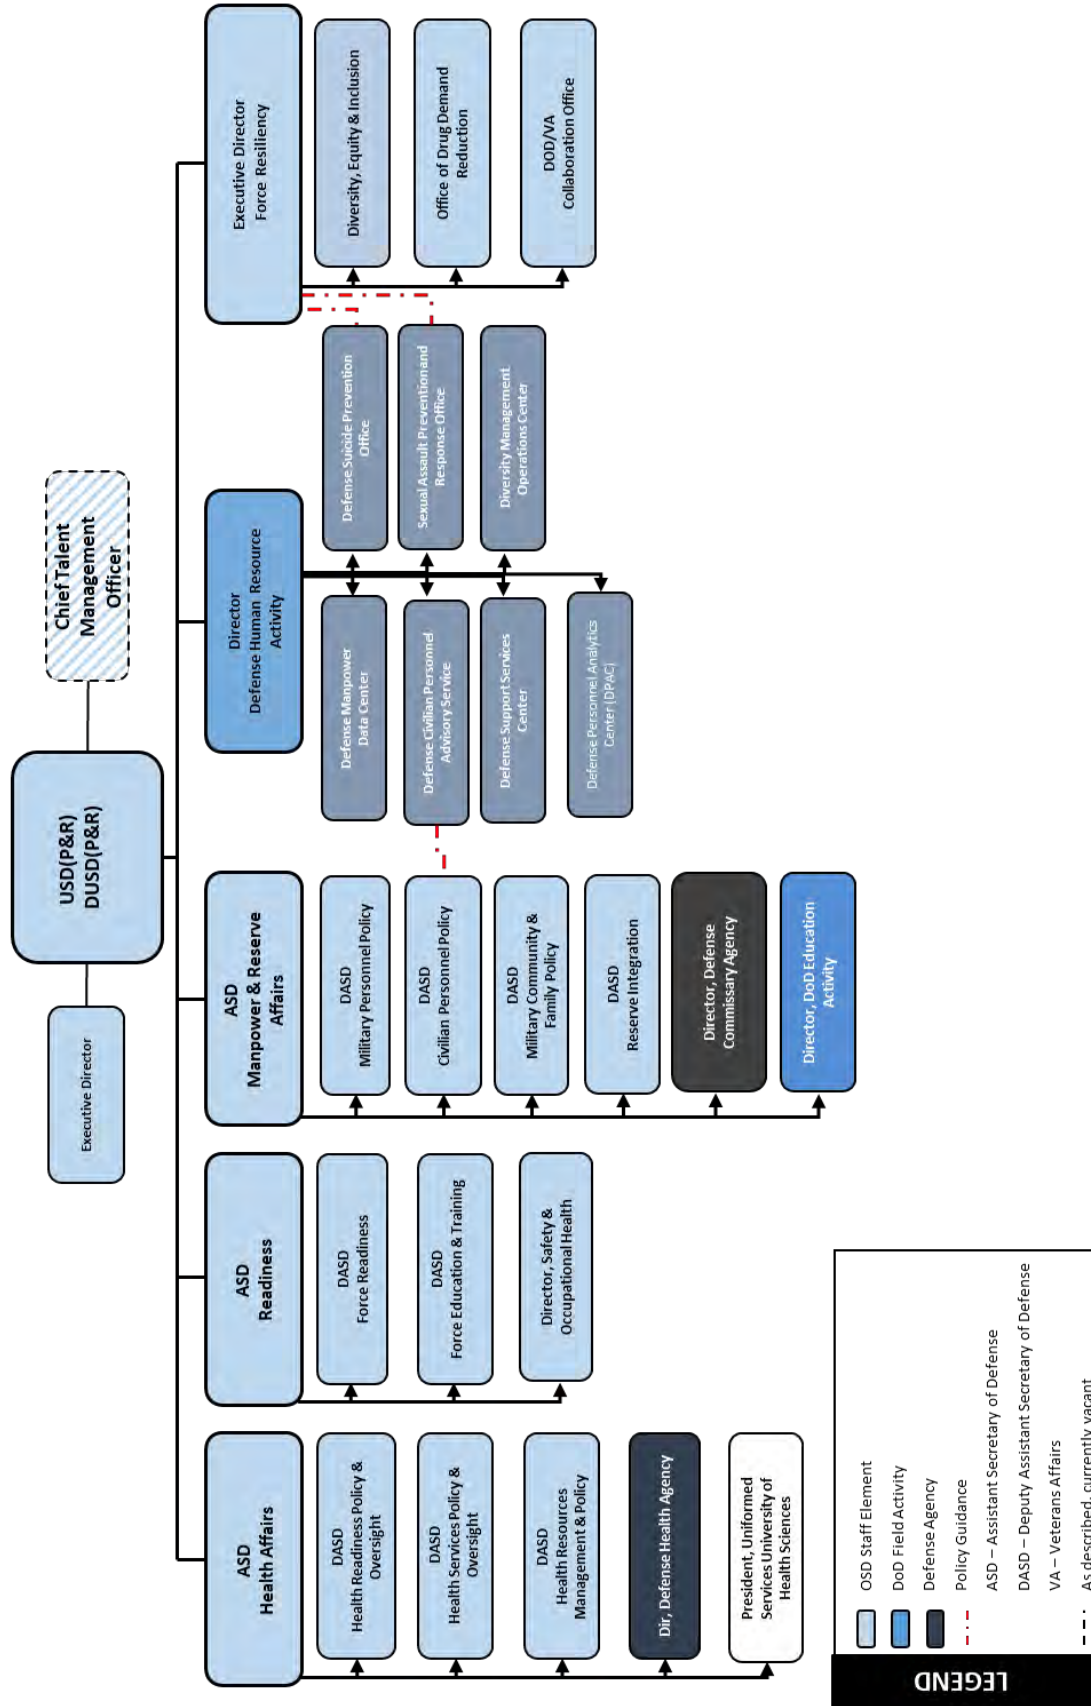 USD(P&R)
DUSD(P&R)
Executive Director
Chief Talent
Management
Officer
ASD
Health Affairs
DASD
Health Readiness Policy &
Oversight
DASD
Health Services Policy &
Oversight
DASD
Health Resources
Management & Policy
Dir, Defense Health Agency
President, Uniformed
Services University of
Health Sciences
ASD
Readiness
DASD
Force Readiness
DASD
Force Education & Training
Director, Safety &
Occupational Health
ASD
Manpower & Reserve
Affairs
DASD
Military Personnel Policy
DASD
Civilian Personnel Policy
DASD
Military Community &
Family Policy
DASD
Reserve Integration
Director, Defense
Commissary Agency
Director, DoD Education
Activity
Director
Defense Human Resource
Activity
Defense Manpower
Data Center
Defense Civilian Personnel
Advisory Service
Defense Support Services
Center
Defense Personnel Analytics
Center (DPAC)
Defense Suicide Prevention
Office
Sexual Assault Prevention and
Response Office
Diversity Management
Operations Center
Executive Director
Force Resiliency
Diversity, Equity & Inclusion
Office of Drug Demand
Reduction
DOD/VA
Collaboration Office
LEGEND
OSD Staff Element
DoD Field Activity
Defense Agency
Policy Guidance
ASD – Assistant Secretary of Defense
DASD – Deputy Assistant Secretary of Defense
VA – Veterans Affairs
As described, currently vacant